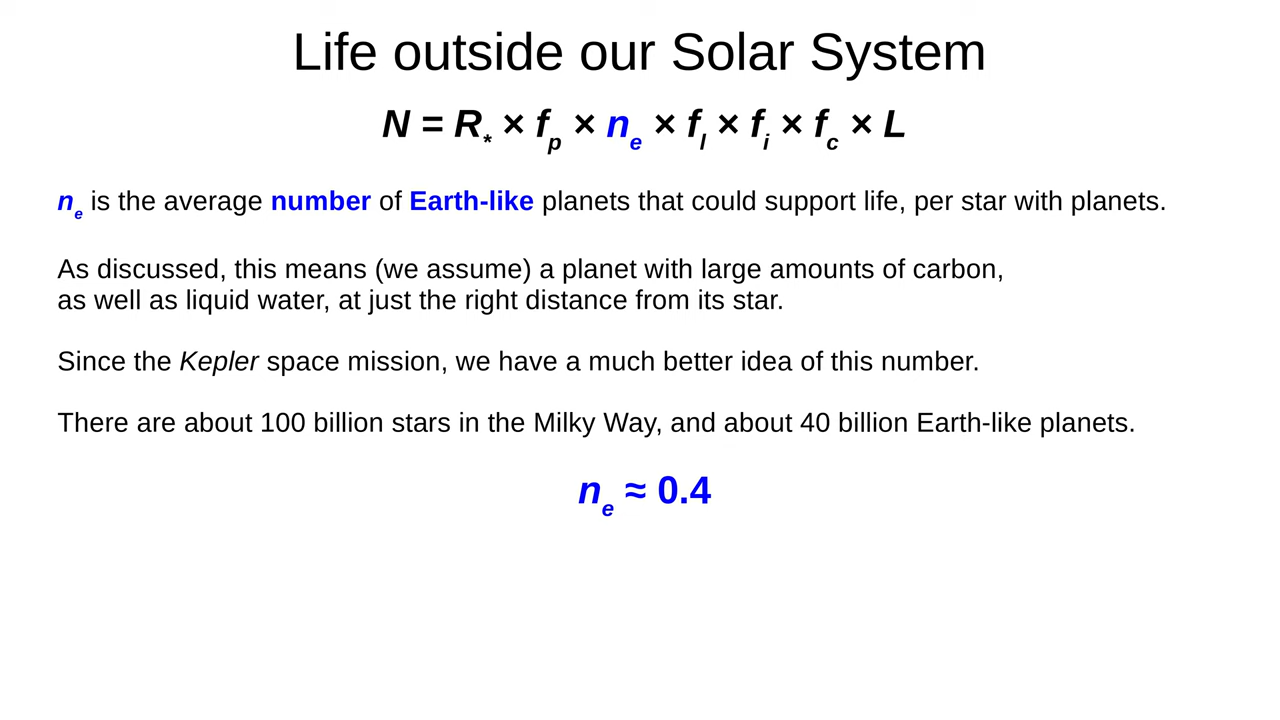 Life outside our Solar System
N = R* × fp × ne × fl × fi × fc × L
ne is the average number of Earth-like planets that could support life, per star with planets.
As discussed, this means (we assume) a planet with large amounts of carbon,
as well as liquid water, at just the right distance from its star.
Since the Kepler space mission, we have a much better idea of this number.
There are about 100 billion stars in the Milky Way, and about 40 billion Earth-like planets.
ne ≈ 0.4